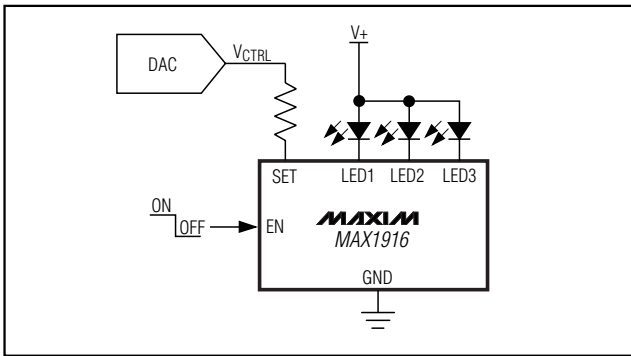 V+
DAC
VCTRL
SET
LED1
LED2
LED3
ON
OFF
EN
MAXIM
MAX1916
GND